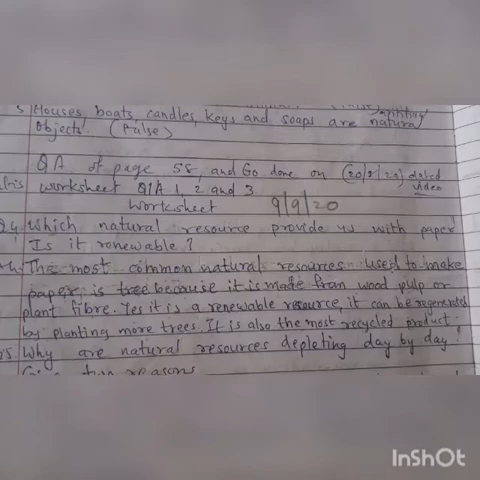 5 Houses, boats, candles, keys and soaps are natural
Objects. (False)
QA of page 58, and 60 done on (20/8/20) dated
this worksheet Q1A 1, 2 and 3 video
Worksheet 9/9/20
Q4 Which natural resource provide us with paper
Is it renewable?
The most common natural resources used to make
paper is tree because it is made from wood pulp or
plant fibre. Yes it is a renewable resource, it can be regenerated
by planting more trees. It is also the most recycled product.
Q5 Why are natural resources depleting day by day?
two reasons
InShOt